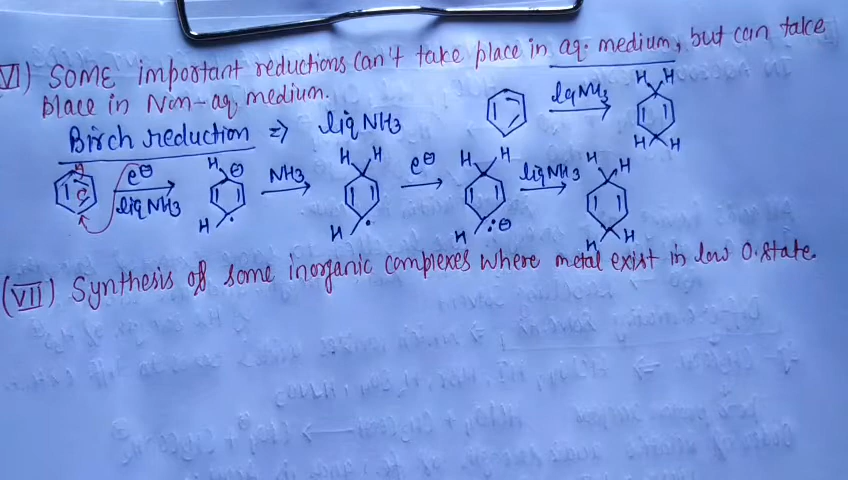 VI) SOME important reductions can't take place in aq. medium, but can take
place in Non-aq. medium.
Birch reduction ⇒ liq NH3
lq NH3 H H
H H
e⊖ liq NH3 H ⊖ H NH3 H H H e⊖ H H H ⊖ liq NH3 H H H H
(VII) Synthesis of some inorganic complexes where metal exist in low O.state.